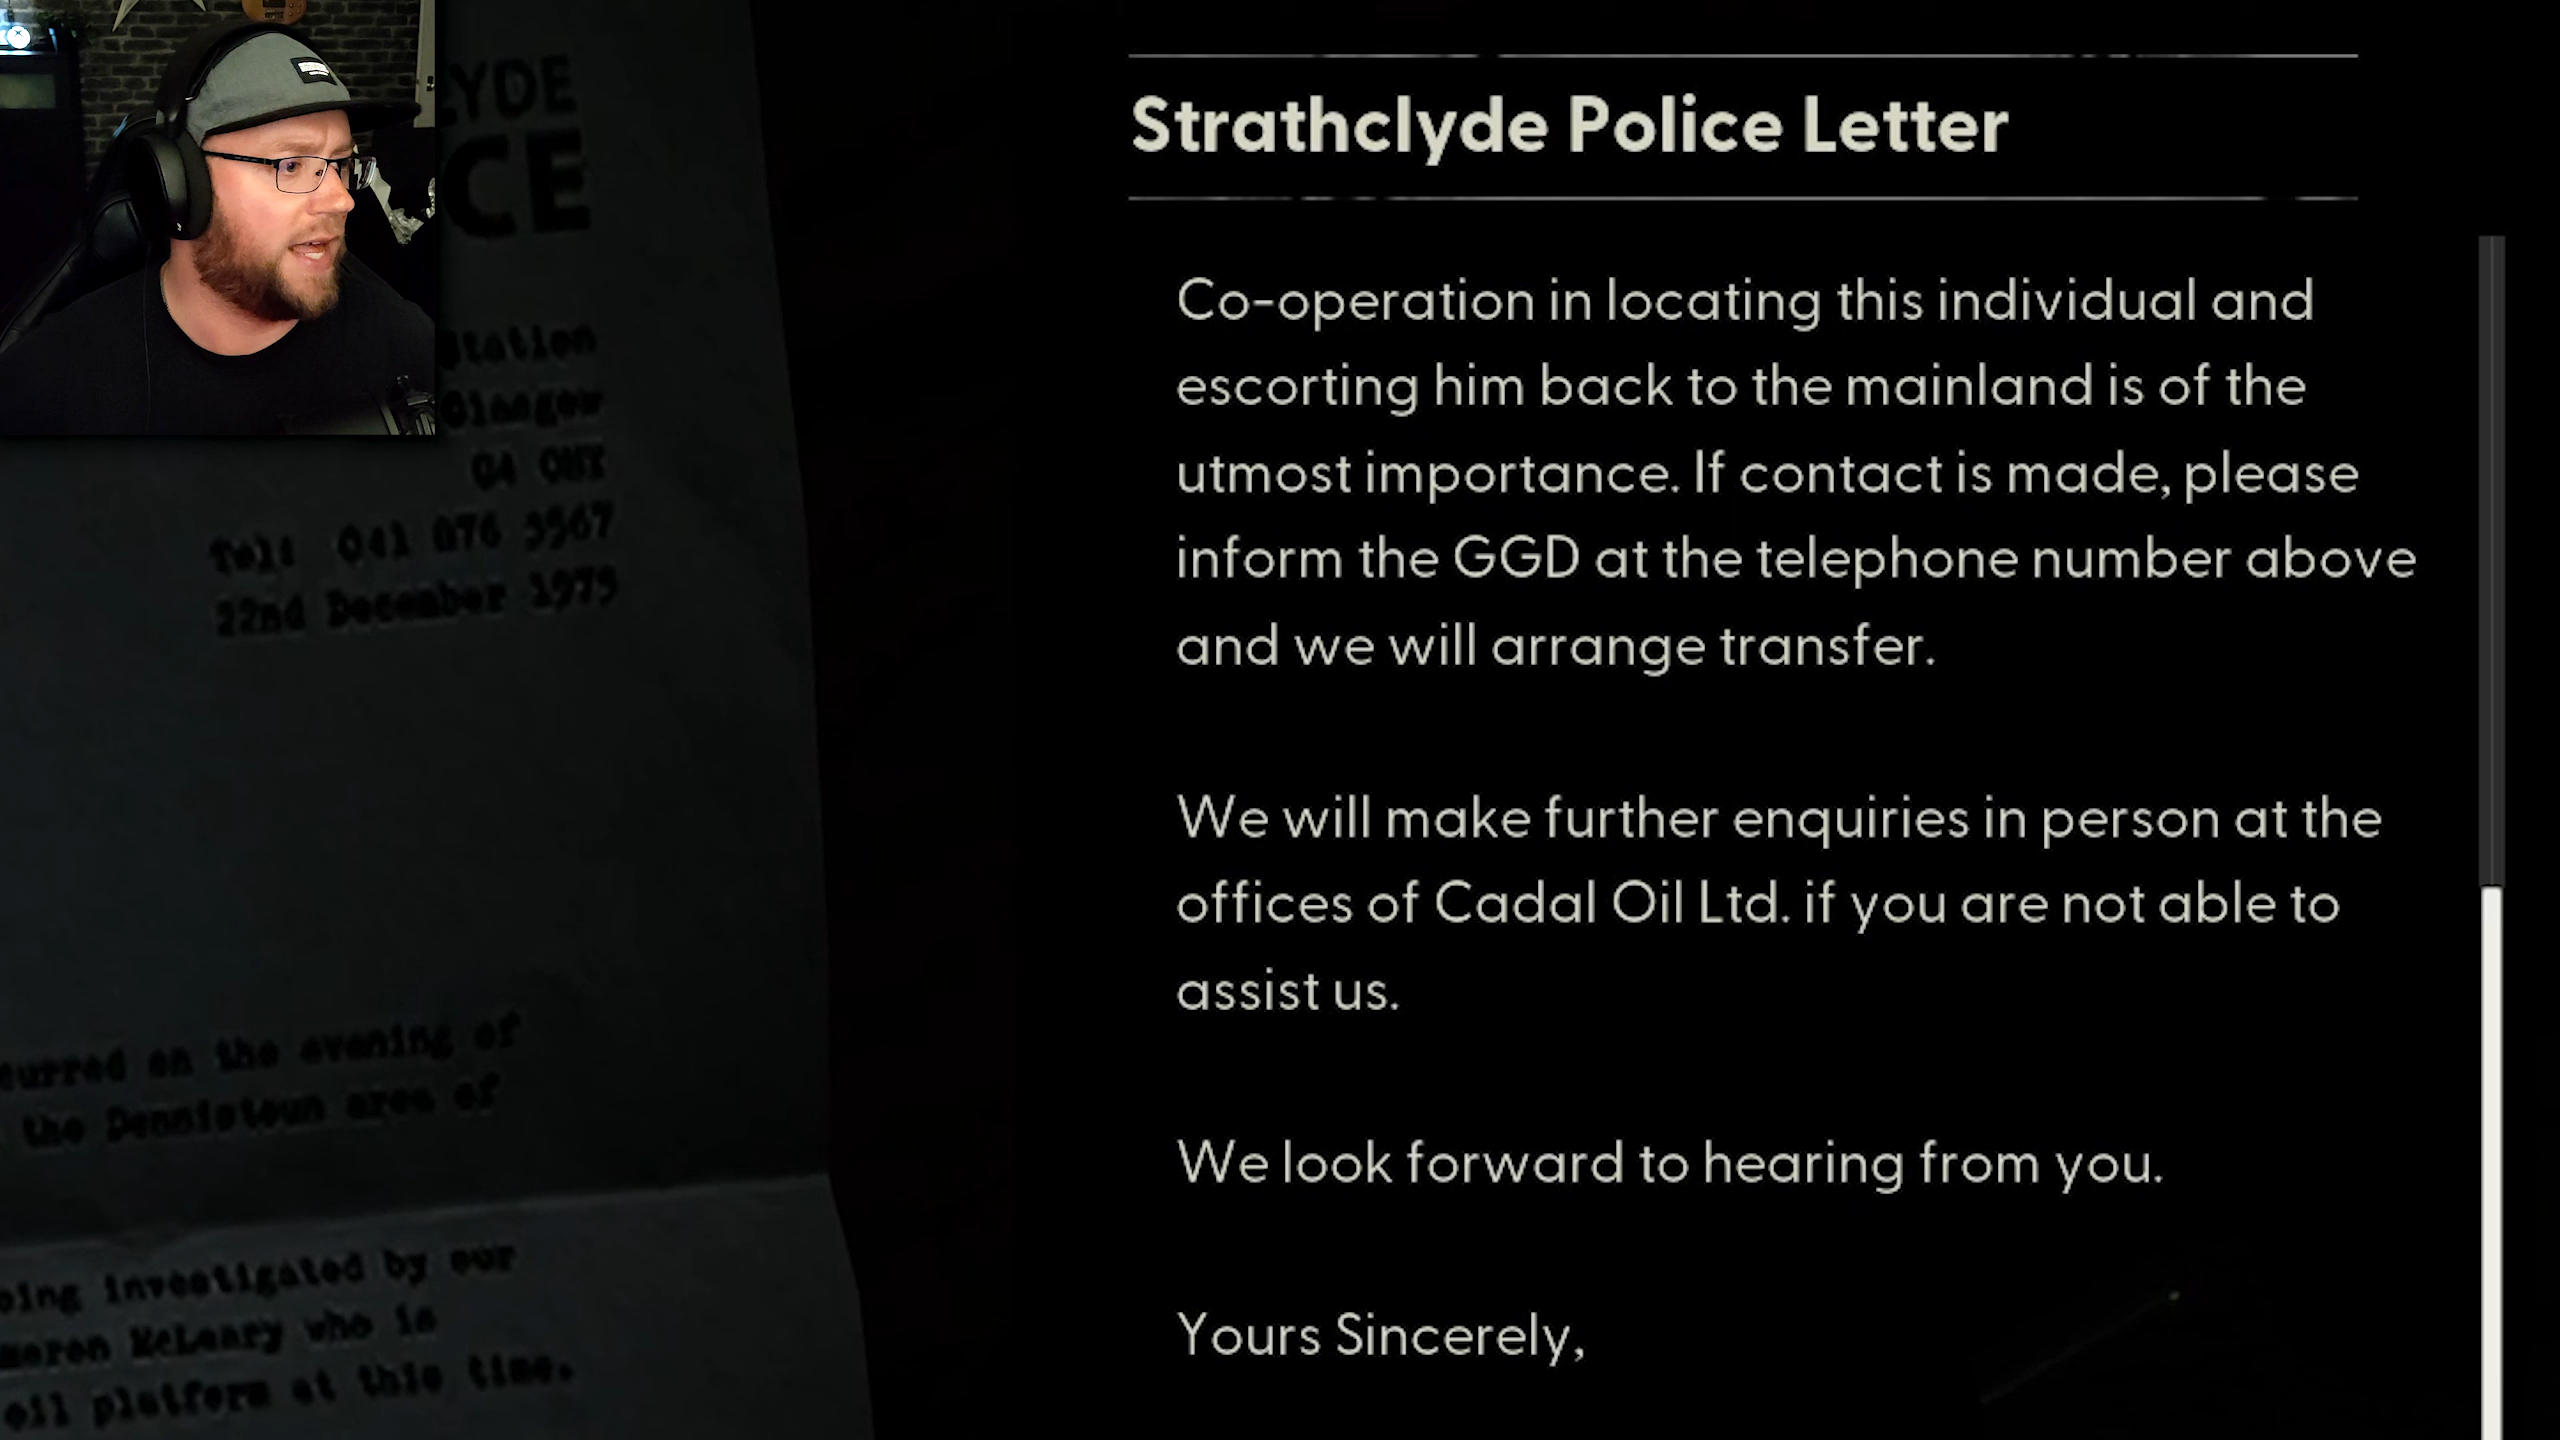 Strathclyde Police Letter
Co-operation in locating this individual and
escorting him back to the mainland is of the
utmost importance. If contact is made, please
inform the GGD at the telephone number above
and we will arrange transfer.
We will make further enquiries in person at the
offices of Cadal Oil Ltd. if you are not able to
assist us.
We look forward to hearing from you.
Yours Sincerely,
LYDE
CE
Station
Glasgow
Tel: 041 076 3967
22nd December 1975
on the evening of
the Dennistoun area of
investigated by our
McLeary who is
oil platform at this time.